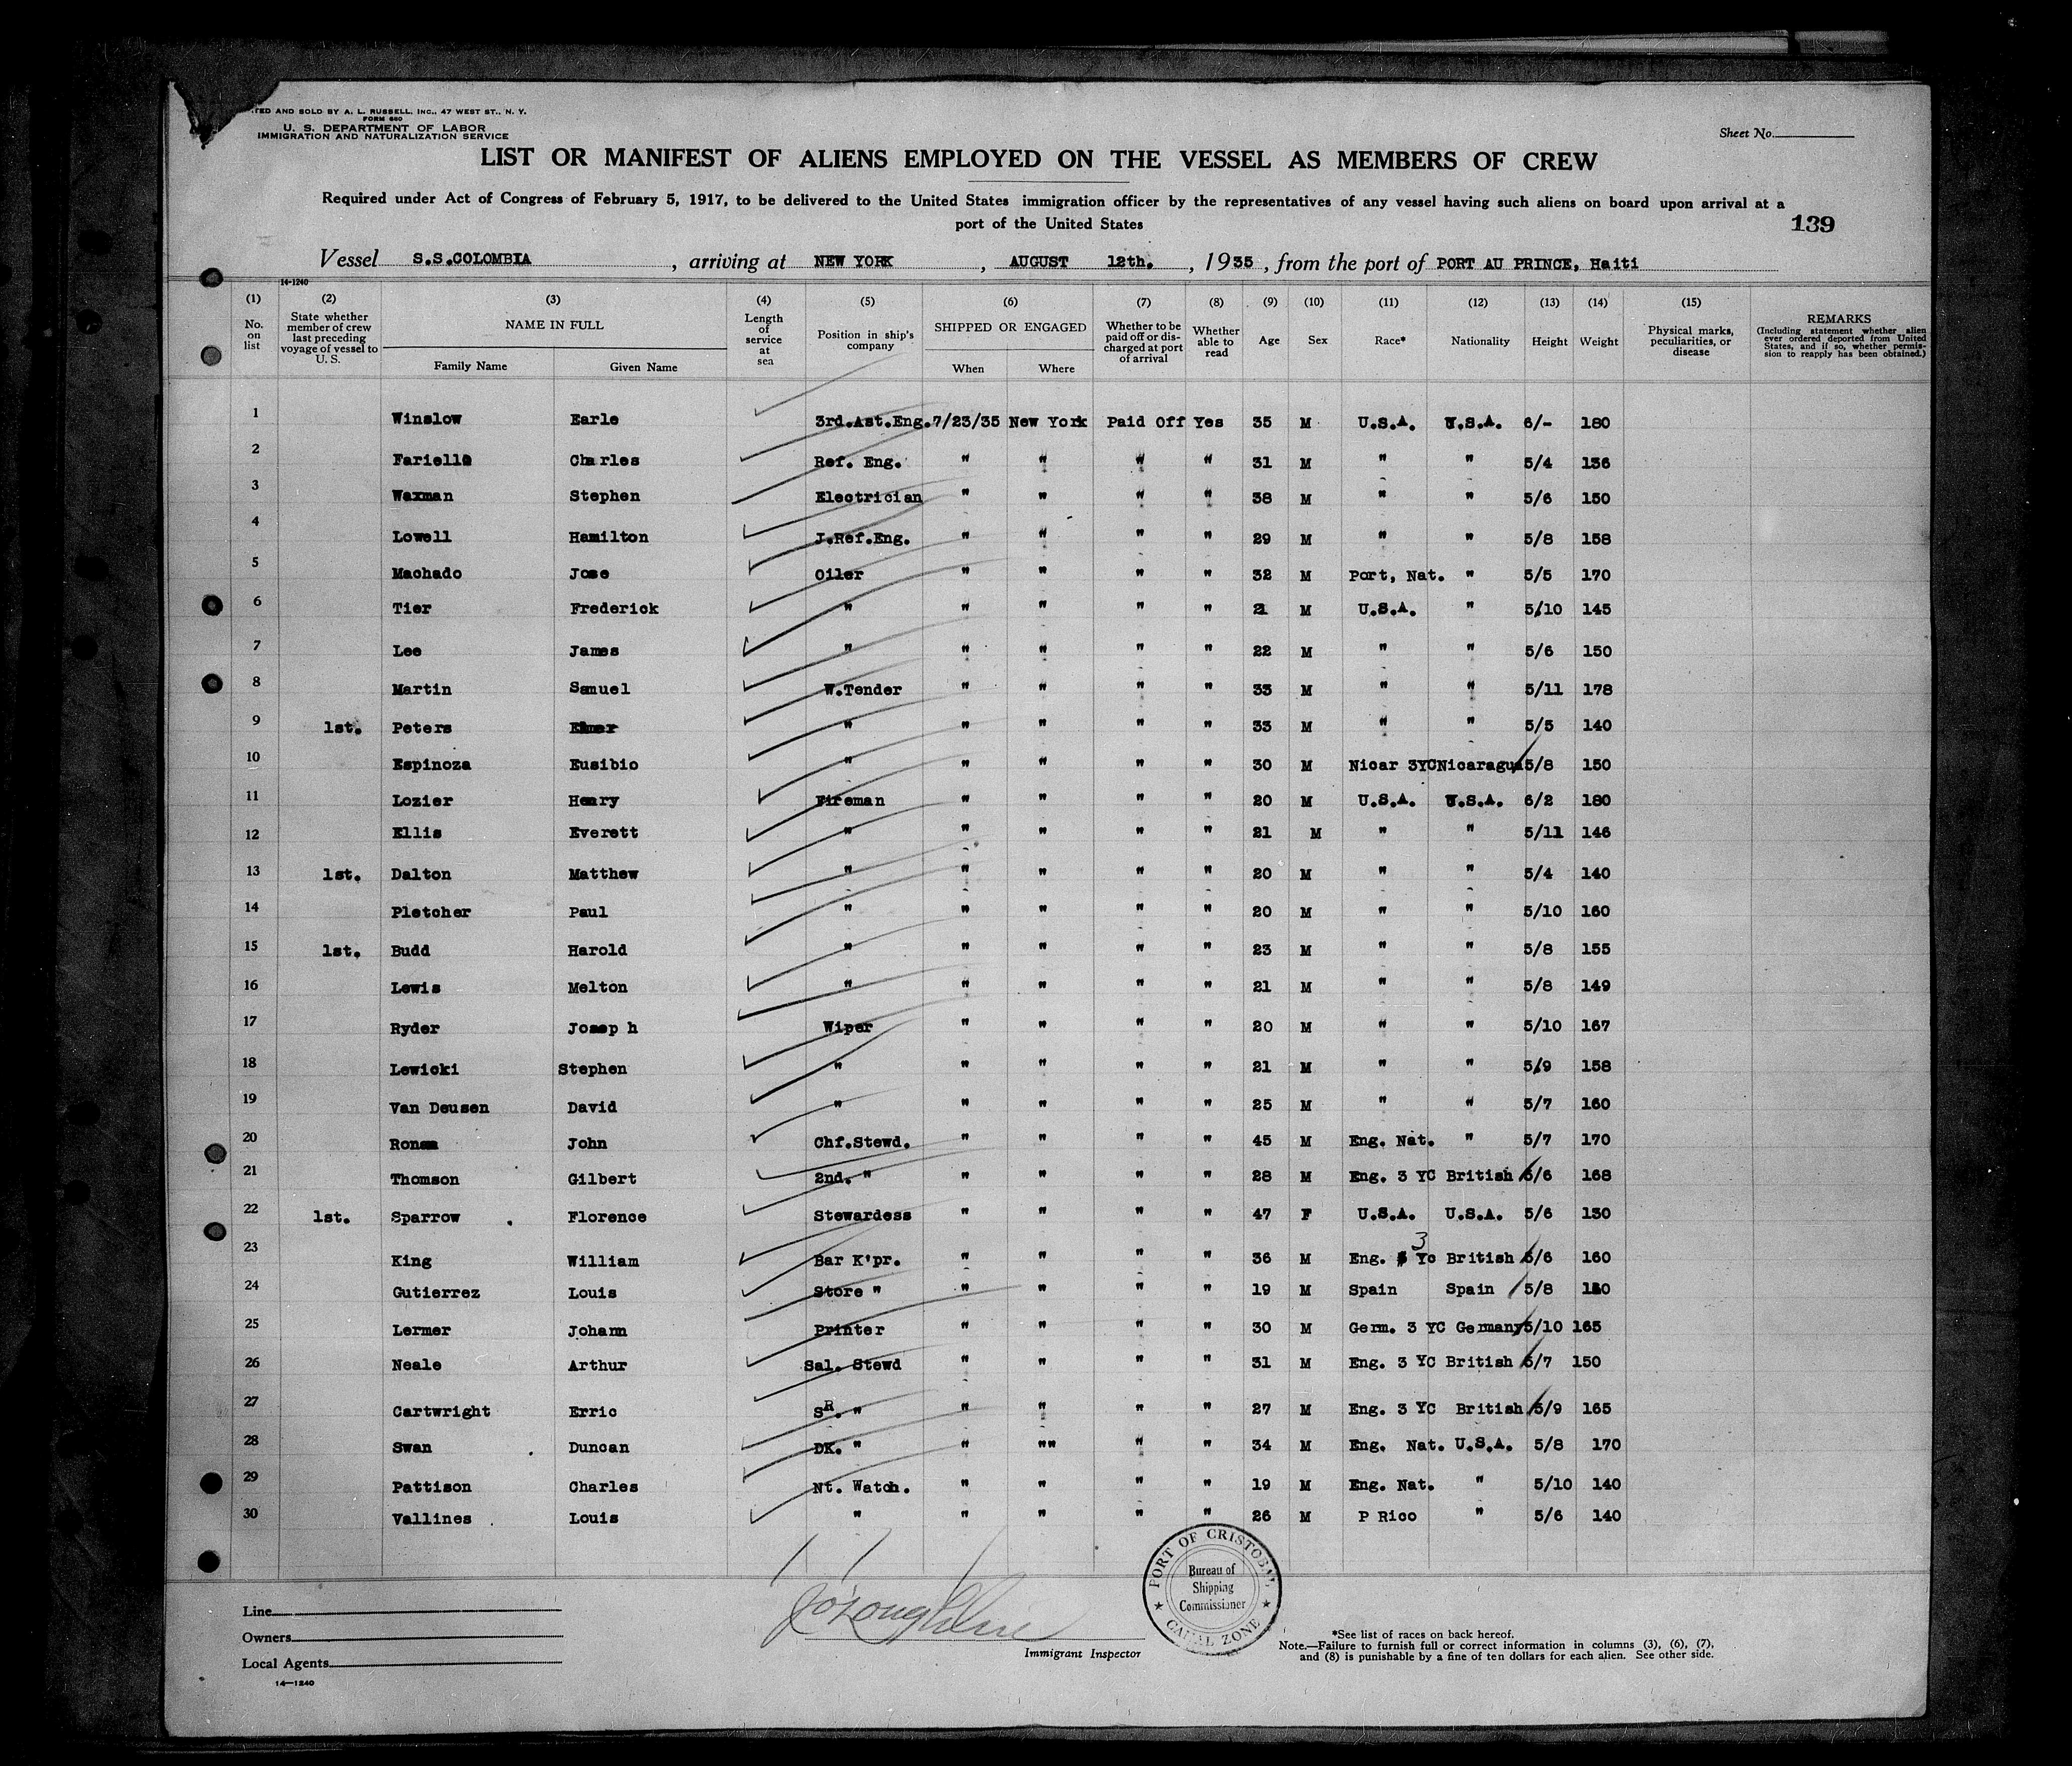 TED AND SOLD BY A. L. RUSSELL, INC., 47 WEST ST., N. Y.
FORM 680
U. S. DEPARTMENT OF LABOR
IMMIGRATION AND NATURALIZATION SERVICE
Sheet No.
LIST OR MANIFEST OF ALIENS EMPLOYED ON THE VESSEL AS MEMBERS OF CREW
Required under Act of Congress of February 5, 1917, to be delivered to the United States immigration officer by the representatives of any vessel having such aliens on board upon arrival at a
port of the United States
139
Vessel S.S.COLOMBIA, arriving at NEW YORK, AUGUST 12th., 1935, from the port of PORT AU PRINCE, Haiti
14-1240
(1) (2) (3) (4) (5) (6) (7) (8) (9) (10) (11) (12) (13) (14) (15)
No. on list
State whether member of crew last preceding voyage of vessel to U. S.
NAME IN FULL
Family Name Given Name
Length of service at sea
Position in ship's company
SHIPPED OR ENGAGED
When Where
Whether to be paid off or discharged at port of arrival
Whether able to read
Age Sex Race* Nationality Height Weight
Physical marks, peculiarities, or disease
REMARKS
(Including statement whether alien ever ordered deported from United States, and if so, whether permission to reapply has been obtained.)
1 Winslow Earle 3rd.Ast.Eng. 7/23/35 New York Paid Off Yes 35 M U.S.A. U.S.A. 6/- 180
2 Fariello Charles Ref. Eng. " " " " 31 M " " 5/4 136
3 Waxman Stephen Electrician " " " " 38 M " " 5/6 150
4 Lowell Hamilton J.Ref.Eng. " " " " 29 M " " 5/8 158
5 Machado Jose Oiler " " " " 32 M Port, Nat. " 5/5 170
6 Tier Frederick " " " " " M U.S.A. " 5/10 145
7 Lee James " " " " " 22 M " " 5/6 150
8 Martin Samuel W.Tender " " " " 33 M " " 5/11 178
9 1st. Peters Elmer " " " " " 33 M " " 5/5 140
10 Espinoza Eusibio " " " " " 30 M Nicar 3YC Nicaragua 5/8 150
11 Lozier Henry Fireman " " " " 20 M U.S.A. U.S.A. 6/2 180
12 Ellis Everett " " " " " 21 M " " 5/11 146
13 1st. Dalton Matthew " " " " " 20 M " " 5/4 140
14 Pletcher Paul " " " " " 20 M " " 5/10 160
15 1st. Budd Harold " " " " " 23 M " " 5/8 155
16 Lewis Melton " " " " " 21 M " " 5/8 149
17 Ryder Joseph Wiper " " " " 20 M " " 5/10 167
18 Lewicki Stephen " " " " " 21 M " " 5/9 158
19 Van Deusen David " " " " " 25 M " " 5/7 160
20 John Chf.Stewd. " " " " 45 M Eng. Nat. " 5/7 170
21 Thomson Gilbert 2nd. " " " " " 28 M Eng. 3 YC British 5/6 168
22 1st. Sparrow Florence Stewardess " " " " 47 F U.S.A. U.S.A. 5/6 130
23 King William Bar K'pr. " " " " 36 M Eng. 3 YC British 5/6 160
24 Gutierrez Louis Store " " " " " 19 M Spain Spain 5/8
25 Lermer Johann Printer " " " " 30 M Germ. 3 YC Germany 5/10 165
26 Neale Arthur Sal. Stewd " " " " 31 M Eng. 3 YC British 5/7 150
27 Cartwright Erric SR. " " " " " 27 M Eng. 3 YC British 5/9 165
28 Swan Duncan DK. " " "" " " 34 M Eng. Nat. U.S.A. 5/8 170
29 Pattison Charles Nt. Watch. " " " " 19 M Eng. Nat. " 5/10 140
30 Vallines Louis " " " " " 26 M P Rico " 5/6 140
PORT OF CRISTOBAL
Bureau of
Shipping
Commissioner
CANAL ZONE
Line
Owners
Local Agents
14—1240
Immigrant Inspector
*See list of races on back hereof.
Note.—Failure to furnish full or correct information in columns (3), (6), (7),
and (8) is punishable by a fine of ten dollars for each alien. See other side.